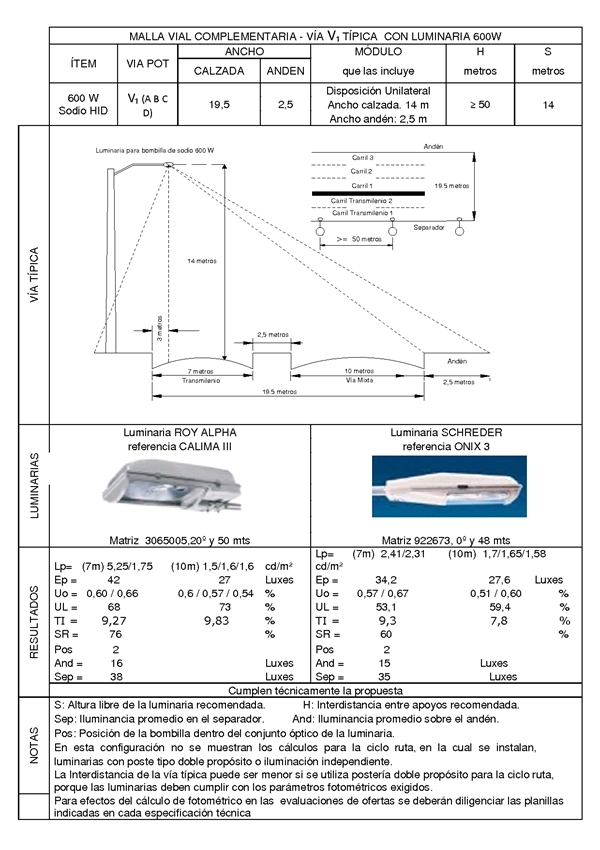 MALLA VIAL COMPLEMENTARIA - VÍA V₁ TÍPICA CON LUMINARIA 600W
ÍTEM VIA POT ANCHO MÓDULO H S
CALZADA ANDEN que las incluye metros metros
600 W
Sodio HID
V₁ (A B C
D)
19,5 2,5
Disposición Unilateral
Ancho calzada. 14 m
Ancho andén: 2,5 m
≥ 50 14
VÍA TÍPICA
Luminaria para bombilla de sodio 600 W
Andén
Carril 3
Carril 2
Carril 1
Carril Transmilenio 2
Carril Transmilenio 1
19.5 metros
Separador
>= 50 metros
14 metros
3 metros
2,5 metros
7 metros
Transmilenio
10 metros
Vía Mixta
Andén
2,5 metros
19.5 metros
LUMINARIAS
Luminaria ROY ALPHA
referencia CALIMA III
Matriz 3065005,20º y 50 mts
Luminaria SCHREDER
referencia ONIX 3
Matriz 922673, 0º y 48 mts
RESULTADOS
Lp= (7m) 5,25/1,75 (10m) 1,5/1,6/1,6 cd/m²
Ep = 42 27 Luxes
Uo = 0,60 / 0,66 0,6 / 0,57 / 0,54 %
UL = 68 73 %
TI = 9,27 9,83 %
SR = 76 %
Pos 2
And = 16 Luxes
Sep = 38 Luxes
Lp= (7m) 2,41/2,31 (10m) 1,7/1,65/1,58
cd/m²
Ep = 34,2 27,6 Luxes
Uo = 0,57 / 0,67 0,51 / 0,60 %
UL = 53,1 59,4 %
TI = 9,3 7,8 %
SR = 60 %
Pos 2
And = 15 Luxes
Sep = 35 Luxes
Cumplen técnicamente la propuesta
NOTAS
S: Altura libre de la luminaria recomendada. H: Interdistancia entre apoyos recomendada.
Sep: Iluminancia promedio en el separador. And: Iluminancia promedio sobre el andén.
Pos: Posición de la bombilla dentro del conjunto óptico de la luminaria.
En esta configuración no se muestran los cálculos para la ciclo ruta, en la cual se instalan,
luminarias con poste tipo doble propósito o iluminación independiente.
La Interdistancia de la vía típica puede ser menor si se utiliza postería doble propósito para la ciclo ruta,
porque las luminarias deben cumplir con los parámetros fotométricos exigidos.
Para efectos del cálculo de fotométrico en las evaluaciones de ofertas se deberán diligenciar las planillas
indicadas en cada especificación técnica